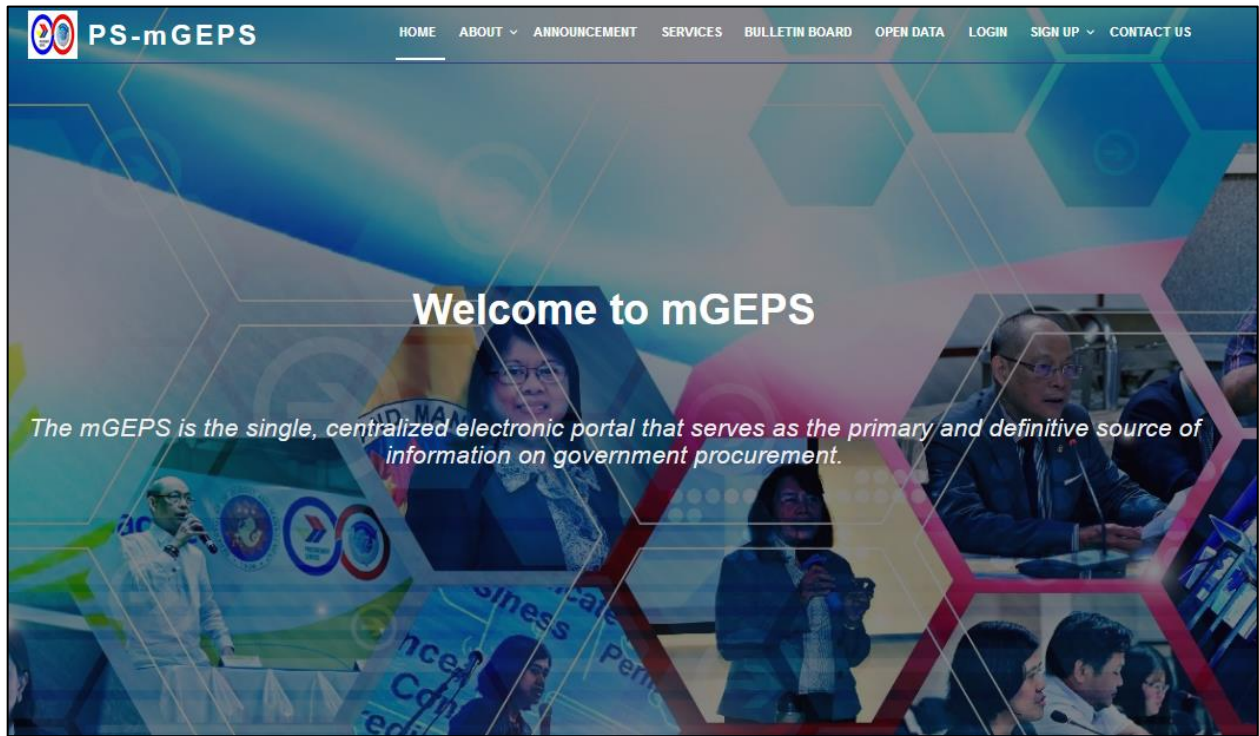 PS-mGEPS
HOME ABOUT ANNOUNCEMENT SERVICES BULLETIN BOARD OPEN DATA LOGIN SIGN UP CONTACT US
Welcome to mGEPS
The mGEPS is the single, centralized electronic portal that serves as the primary and definitive source of
information on government procurement.
PROCUREMENT
SERVICE